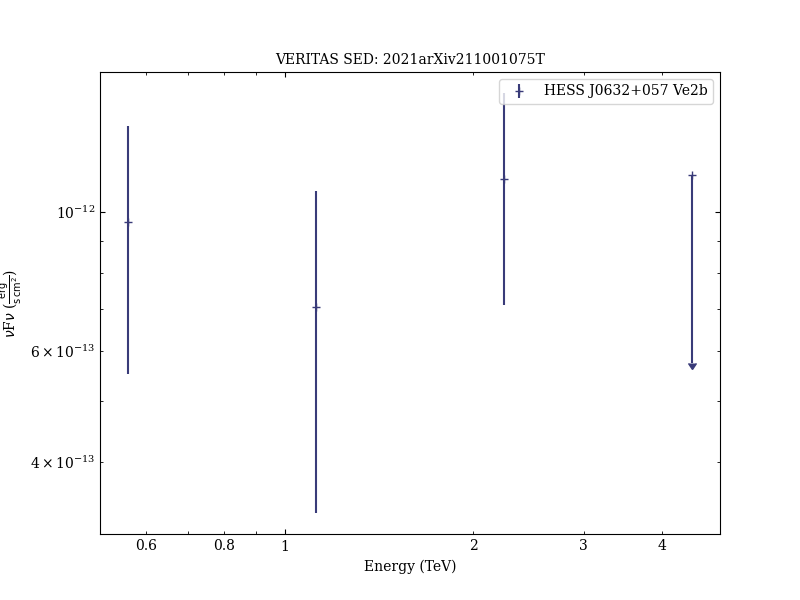 VERITAS SED: 2021arXiv211001075T
HESS J0632+057 Ve2b
10⁻¹²
6 × 10⁻¹³
4 × 10⁻¹³
νFν (erg / s cm²)
0.6 0.8 1 2 3 4
Energy (TeV)